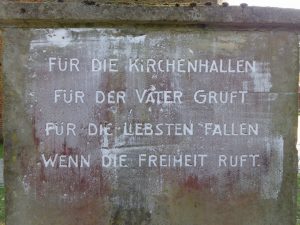 FÜR DIE KIRCHENHALLEN
FÜR DER VÄTER GRUFT
FÜR DIE LIEBSTEN FALLEN
WENN DIE FREIHEIT RUFT.